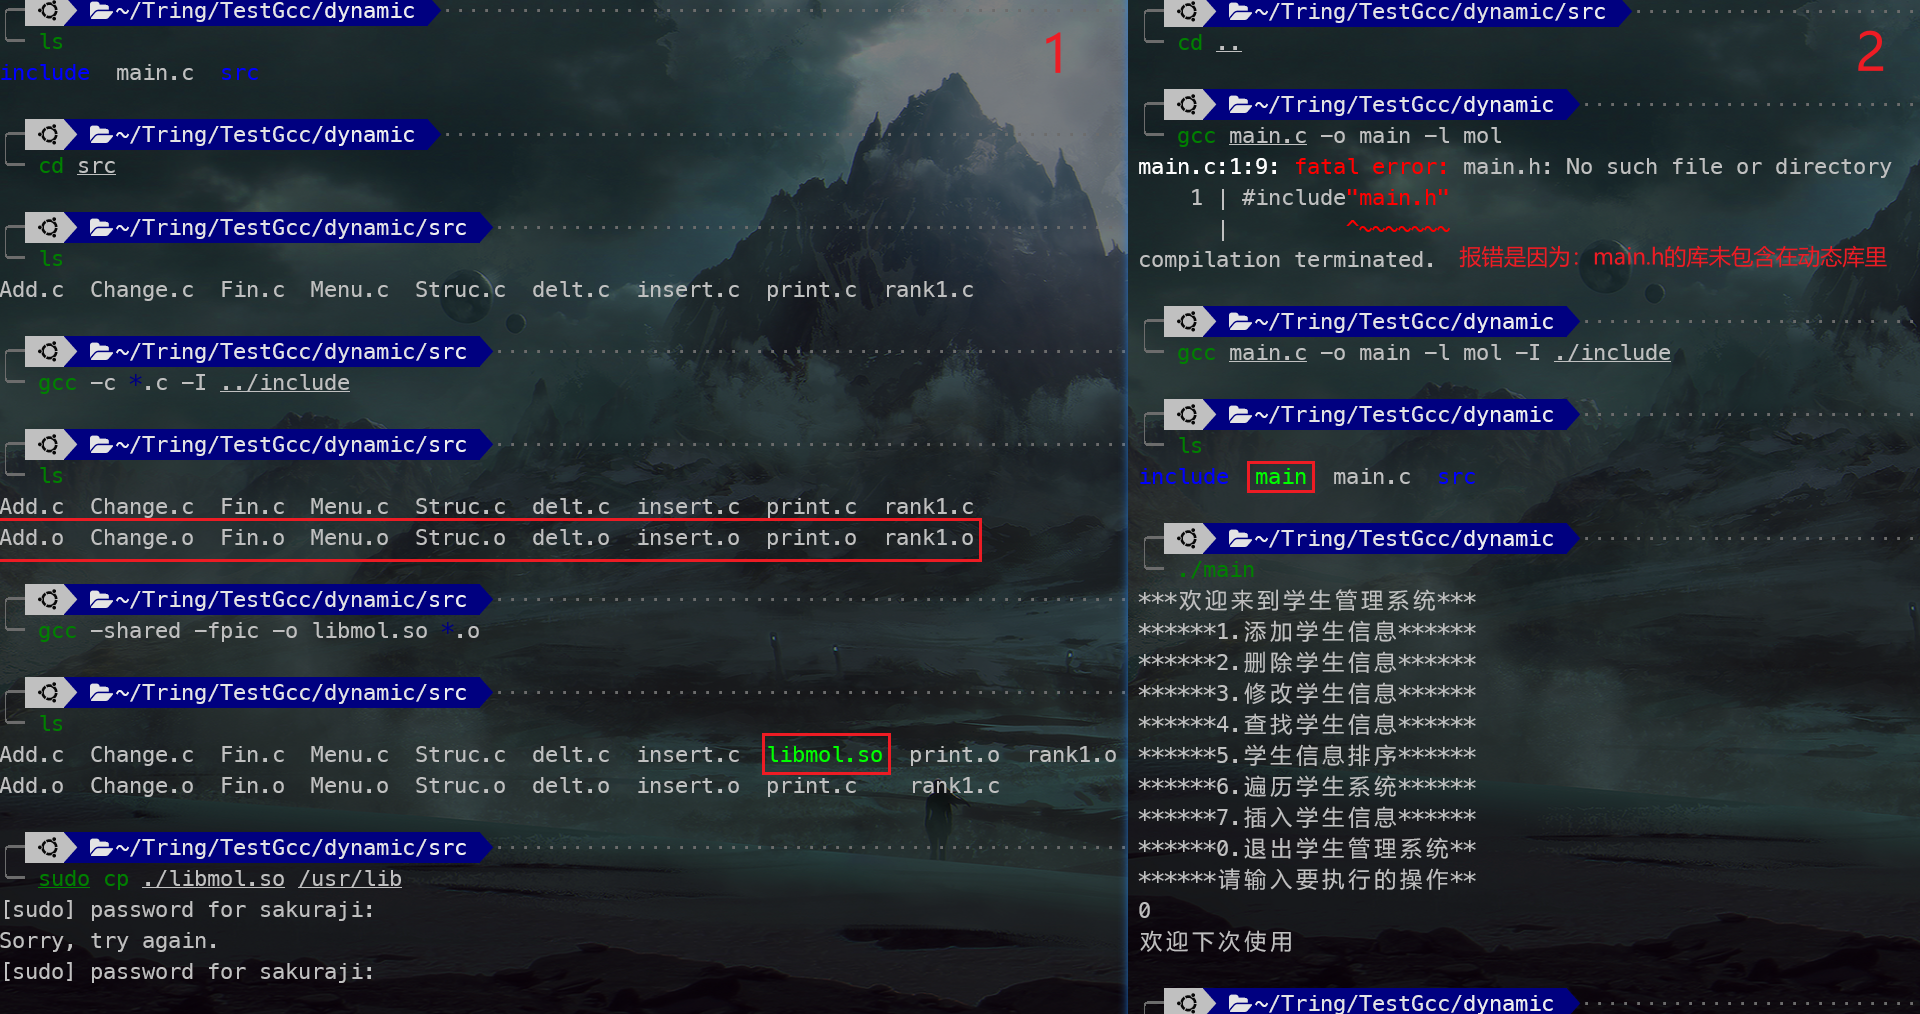 ~/Tring/TestGcc/dynamic
ls
include  main.c  src
1
~/Tring/TestGcc/dynamic
cd src
~/Tring/TestGcc/dynamic/src
ls
Add.c  Change.c  Fin.c  Menu.c  Struc.c  delt.c  insert.c  print.c  rank1.c
~/Tring/TestGcc/dynamic/src
gcc -c *.c -I ../include
~/Tring/TestGcc/dynamic/src
ls
Add.c  Change.c  Fin.c  Menu.c  Struc.c  delt.c  insert.c  print.c  rank1.c
Add.o  Change.o  Fin.o  Menu.o  Struc.o  delt.o  insert.o  print.o  rank1.o
~/Tring/TestGcc/dynamic/src
gcc -shared -fpic -o libmol.so *.o
~/Tring/TestGcc/dynamic/src
ls
Add.c  Change.c  Fin.c  Menu.c  Struc.c  delt.c  insert.c  libmol.so  print.o  rank1.o
Add.o  Change.o  Fin.o  Menu.o  Struc.o  delt.o  insert.o  print.c    rank1.c
~/Tring/TestGcc/dynamic/src
sudo cp ./libmol.so /usr/lib
[sudo] password for sakuraji:
Sorry, try again.
[sudo] password for sakuraji:
~/Tring/TestGcc/dynamic/src
cd ..
2
~/Tring/TestGcc/dynamic
gcc main.c -o main -l mol
main.c:1:9: fatal error: main.h: No such file or directory
1 | #include"main.h"
|         ^~~~~~~~
compilation terminated.
报错是因为：main.h的库未包含在动态库里
~/Tring/TestGcc/dynamic
gcc main.c -o main -l mol -I ./include
~/Tring/TestGcc/dynamic
ls
include  main  main.c  src
~/Tring/TestGcc/dynamic
./main
***欢迎来到学生管理系统***
******1.添加学生信息******
******2.删除学生信息******
******3.修改学生信息******
******4.查找学生信息******
******5.学生信息排序******
******6.遍历学生系统******
******7.插入学生信息******
******0.退出学生管理系统**
******请输入要执行的操作**
0
欢迎下次使用
~/Tring/TestGcc/dynamic